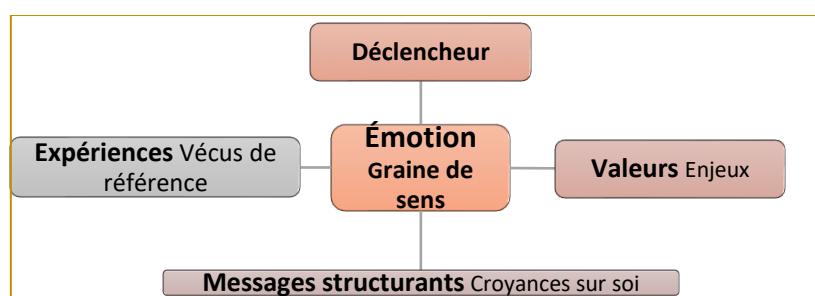 Déclencheur
Émotion
Graine de
sens
Expériences Vécus de
référence
Valeurs Enjeux
Messages structurants Croyances sur soi